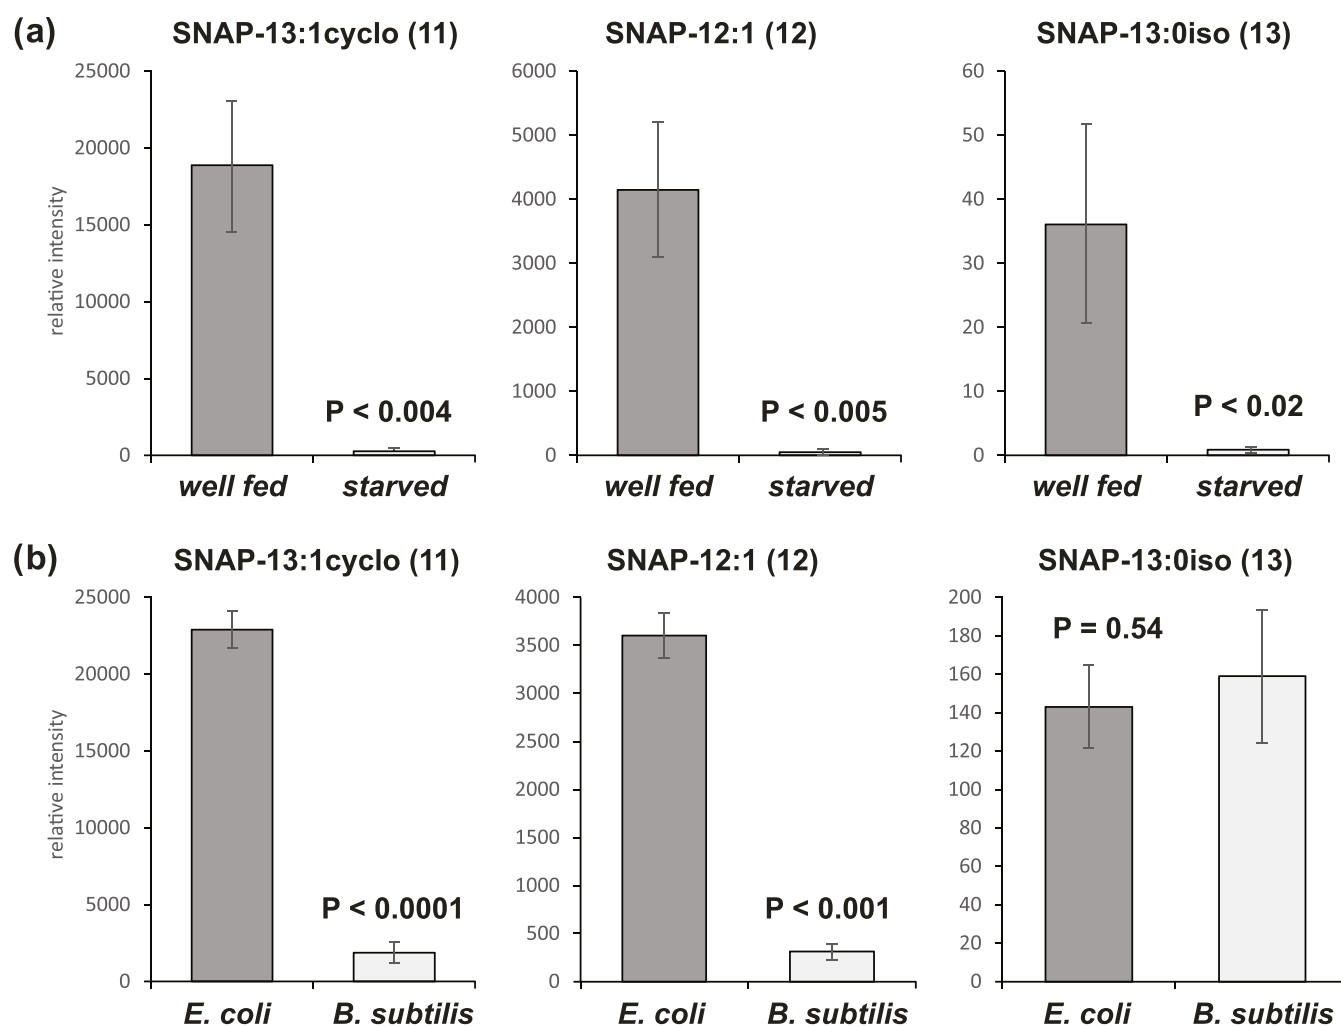 (a)
SNAP-13:1cyclo (11)
25000
20000
15000
10000
5000
0
relative intensity
P < 0.004
well fed
starved
SNAP-12:1 (12)
6000
5000
4000
3000
2000
1000
0
P < 0.005
well fed
starved
SNAP-13:0iso (13)
60
50
40
30
20
10
0
P < 0.02
well fed
starved
(b)
SNAP-13:1cyclo (11)
25000
20000
15000
10000
5000
0
relative intensity
P < 0.0001
E. coli
B. subtilis
SNAP-12:1 (12)
4000
3500
3000
2500
2000
1500
1000
500
0
P < 0.001
E. coli
B. subtilis
SNAP-13:0iso (13)
200
180
160
140
120
100
80
60
40
20
0
P = 0.54
E. coli
B. subtilis